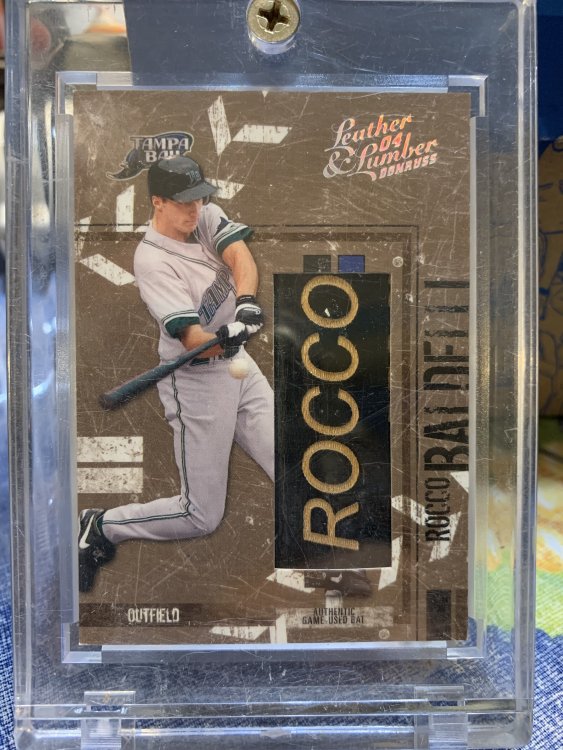 TAMPA BAY
Leather
04
& Lumber
DONRUSS
ROCCO
ROCCO BALDELLI
OUTFIELD
AUTHENTIC
GAME-USED BAT